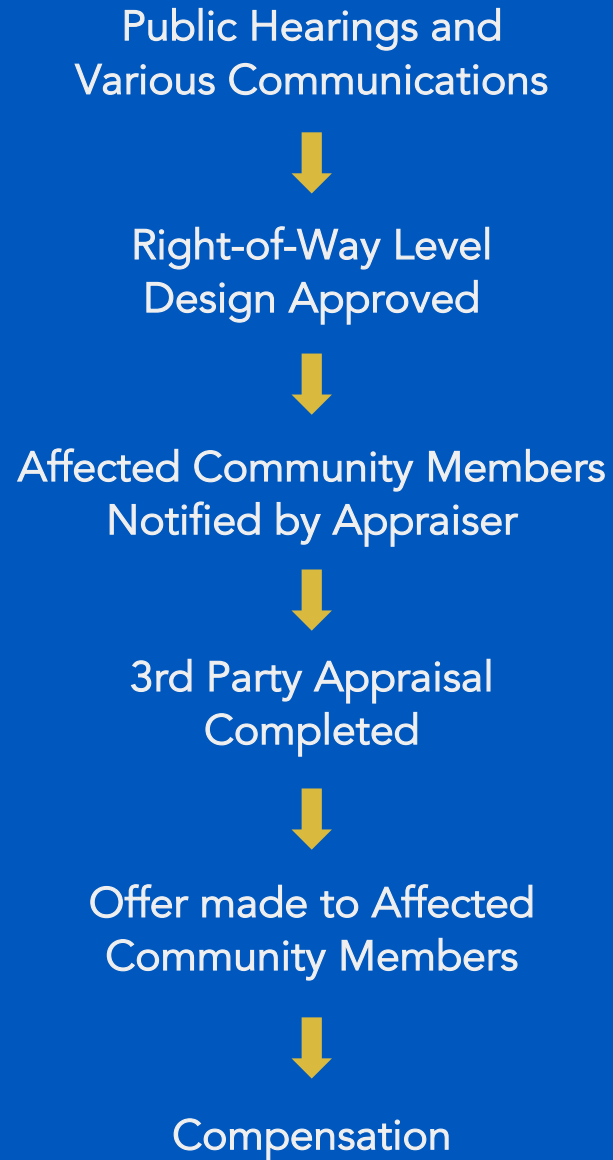 Public Hearings and
Various Communications
Right-of-Way Level
Design Approved
Affected Community Members
Notified by Appraiser
3rd Party Appraisal
Completed
Offer made to Affected
Community Members
Compensation